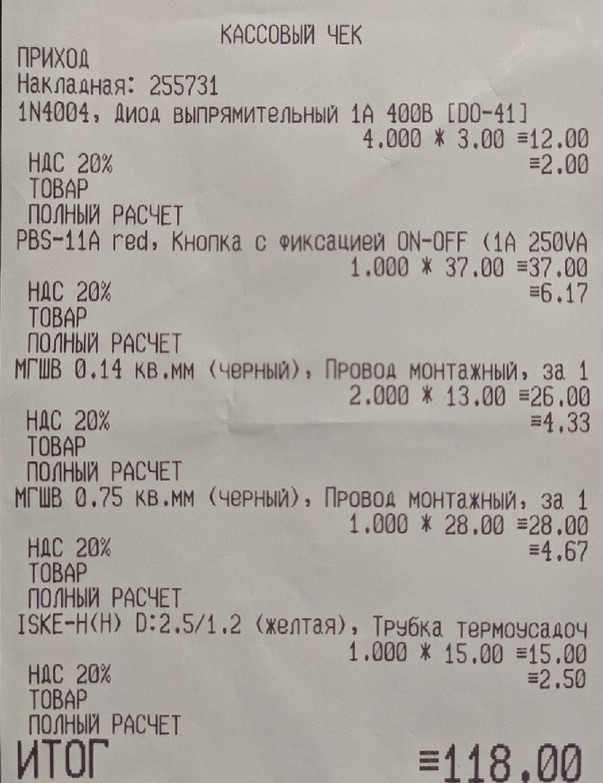 КАССОВЫЙ ЧЕК
ПРИХОД
Накладная: 255731
1N4004, Диод выпрямительный 1А 400В [DO-41]
4.000 * 3.00 ≡12.00
НДС 20% ≡2.00
ТОВАР
ПОЛНЫЙ РАСЧЕТ
PBS-11A red, Кнопка с фиксацией ON-OFF (1A 250VA
1.000 * 37.00 ≡37.00
НДС 20% ≡6.17
ТОВАР
ПОЛНЫЙ РАСЧЕТ
МГШВ 0.14 кв.мм (черный), Провод монтажный, за 1
2.000 * 13.00 ≡26.00
НДС 20% ≡4.33
ТОВАР
ПОЛНЫЙ РАСЧЕТ
МГШВ 0.75 кв.мм (черный), Провод монтажный, за 1
1.000 * 28.00 ≡28.00
НДС 20% ≡4.67
ТОВАР
ПОЛНЫЙ РАСЧЕТ
ISKE-H(H) D:2.5/1.2 (желтая), Трубка термоусадоч
1.000 * 15.00 ≡15.00
НДС 20% ≡2.50
ТОВАР
ПОЛНЫЙ РАСЧЕТ
ИТОГ ≡118.00